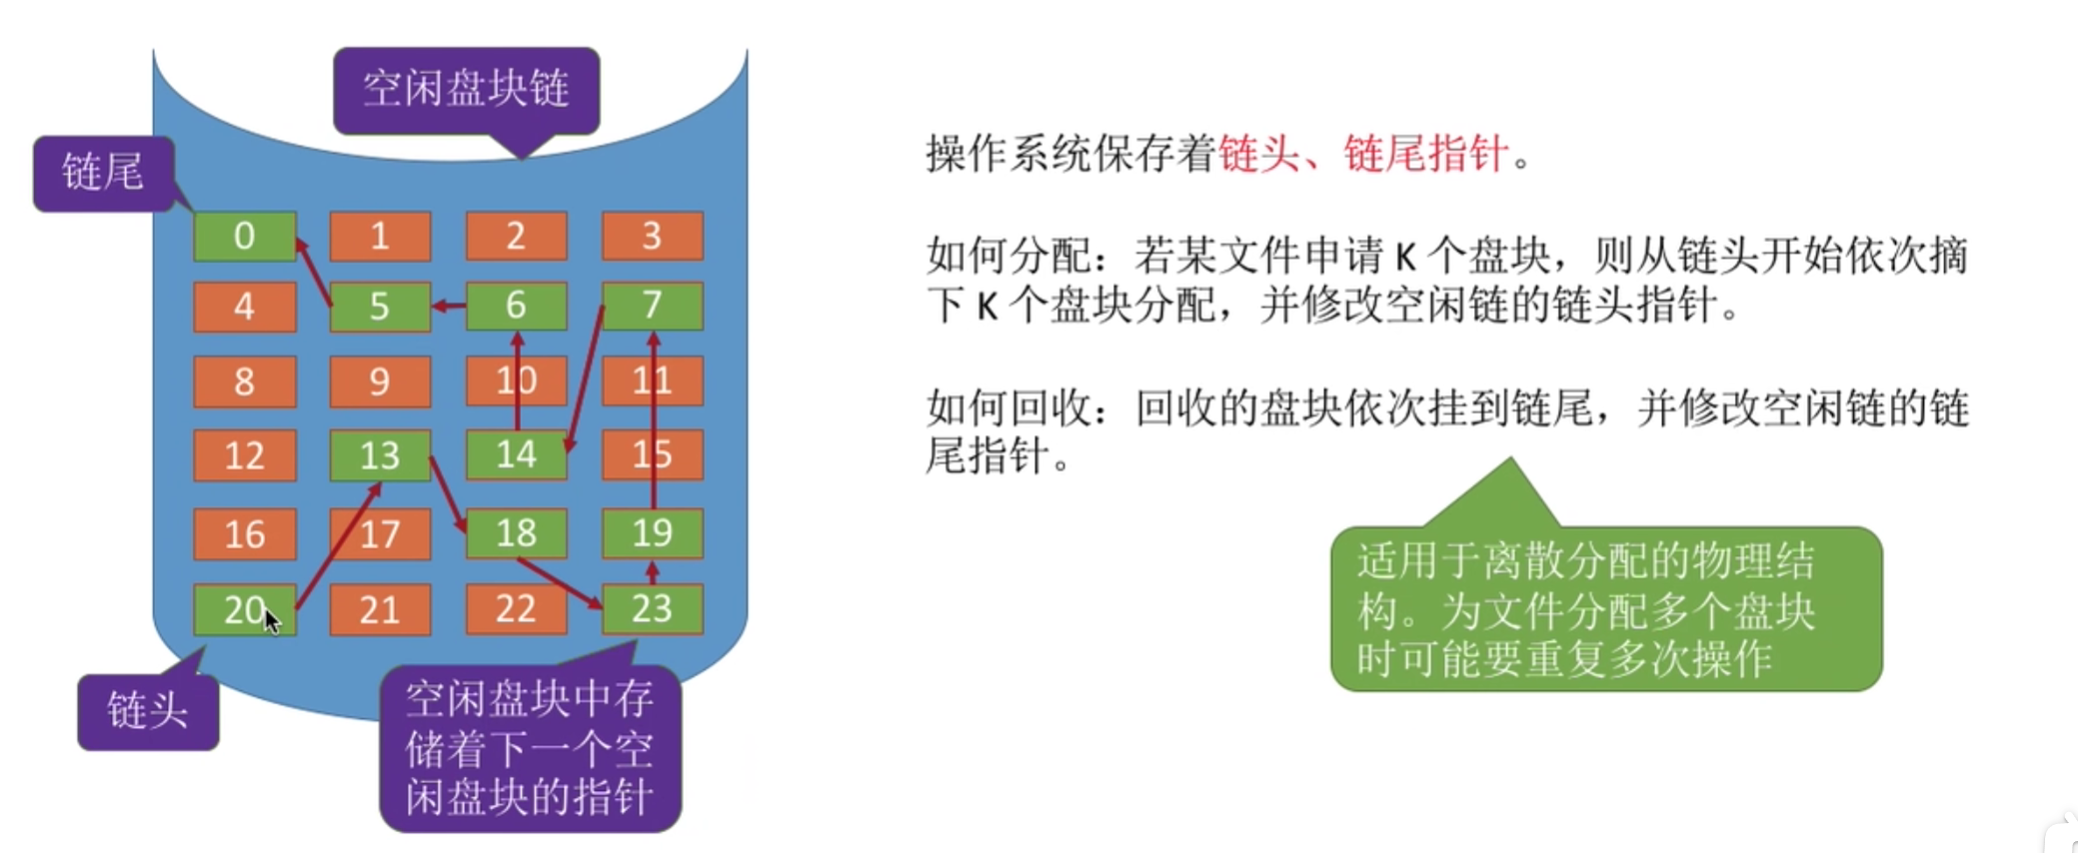 空闲盘块链
链尾
0 1 2 3
4 5 6 7
8 9 10 11
12 13 14 15
16 17 18 19
20 21 22 23
链头
空闲盘块中存
储着下一个空
闲盘块的指针
操作系统保存着链头、链尾指针。
如何分配：若某文件申请 K 个盘块，则从链头开始依次摘
下 K 个盘块分配，并修改空闲链的链头指针。
如何回收：回收的盘块依次挂到链尾，并修改空闲链的链
尾指针。
适用于离散分配的物理结
构。为文件分配多个盘块
时可能要重复多次操作